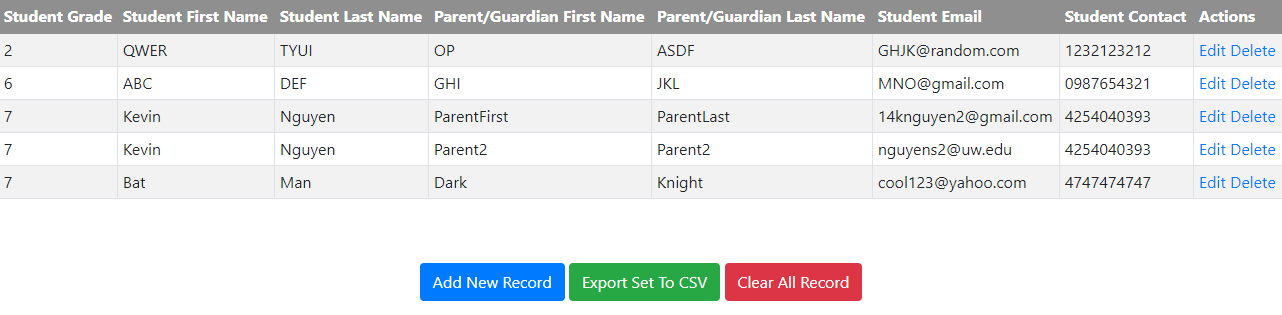 Student Grade Student First Name Student Last Name Parent/Guardian First Name Parent/Guardian Last Name Student Email Student Contact Actions
2 QWER TYUI OP ASDF GHJK@random.com 1232123212 Edit Delete
6 ABC DEF GHI JKL MNO@gmail.com 0987654321 Edit Delete
7 Kevin Nguyen ParentFirst ParentLast 14knguyen2@gmail.com 4254040393 Edit Delete
7 Kevin Nguyen Parent2 Parent2 nguyens2@uw.edu 4254040393 Edit Delete
7 Bat Man Dark Knight cool123@yahoo.com 4747474747 Edit Delete
Add New Record Export Set To CSV Clear All Record